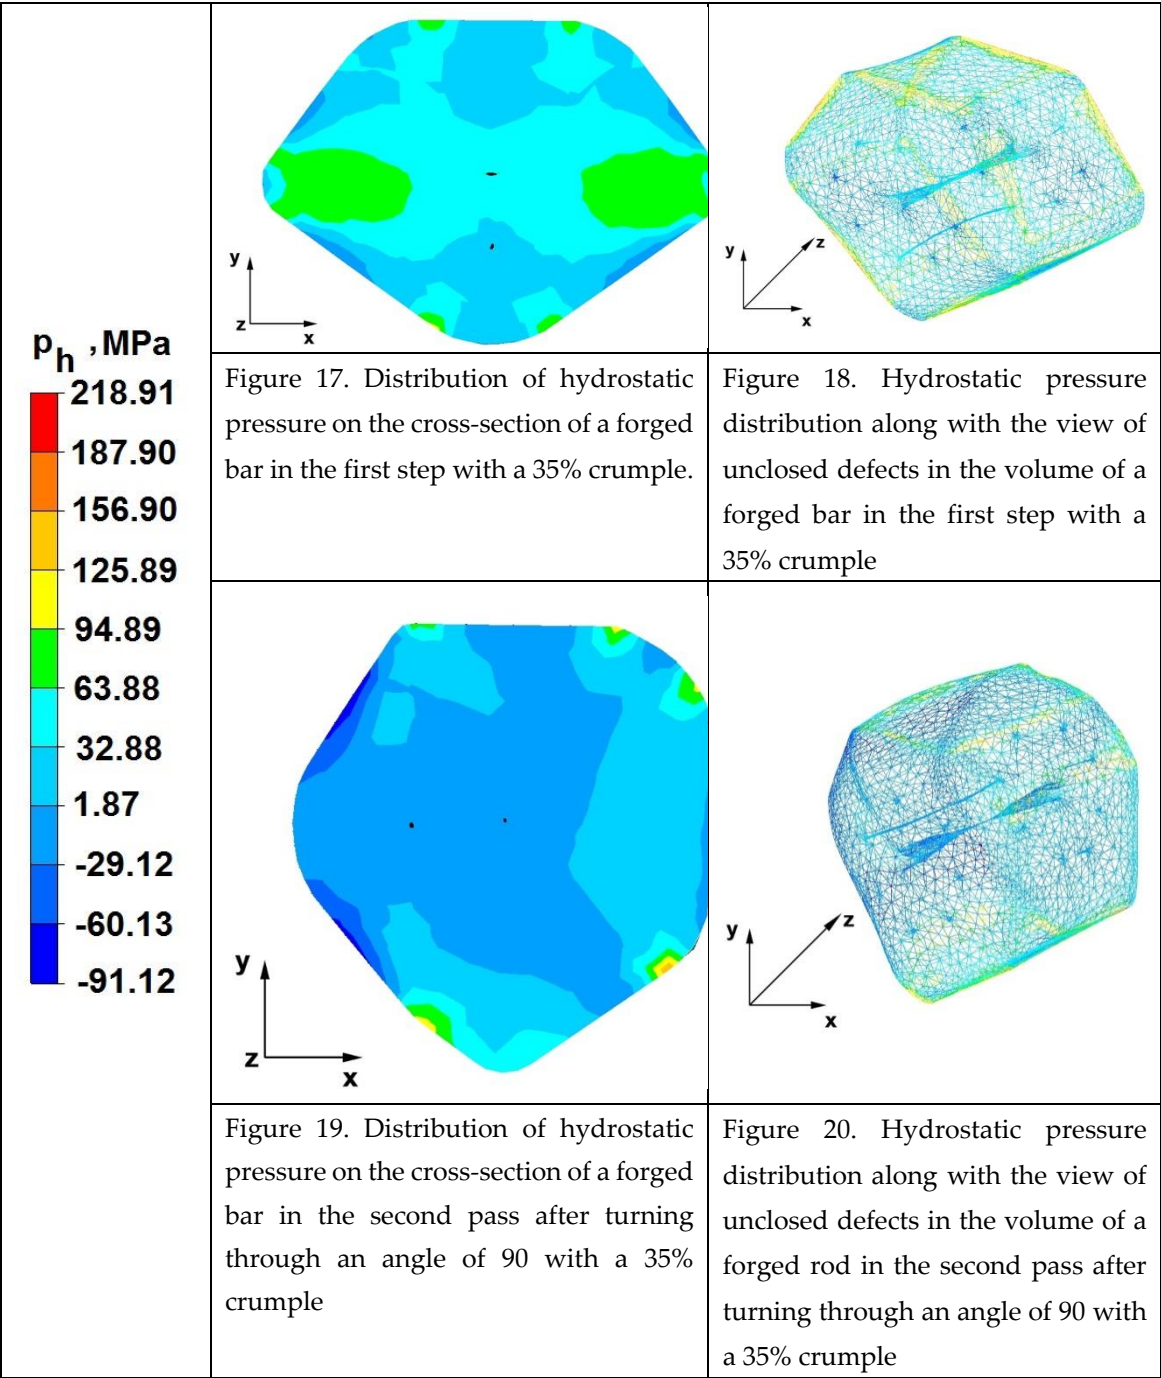 p_h , MPa
218.91
187.90
156.90
125.89
94.89
63.88
32.88
1.87
-29.12
-60.13
-91.12
y
z
x
y
z
x
Figure 17. Distribution of hydrostatic
pressure on the cross-section of a forged
bar in the first step with a 35% crumple.
Figure 18. Hydrostatic pressure
distribution along with the view of
unclosed defects in the volume of a
forged bar in the first step with a
35% crumple
y
z
x
y
z
x
Figure 19. Distribution of hydrostatic
pressure on the cross-section of a forged
bar in the second pass after turning
through an angle of 90 with a 35%
crumple
Figure 20. Hydrostatic pressure
distribution along with the view of
unclosed defects in the volume of a
forged rod in the second pass after
turning through an angle of 90 with
a 35% crumple